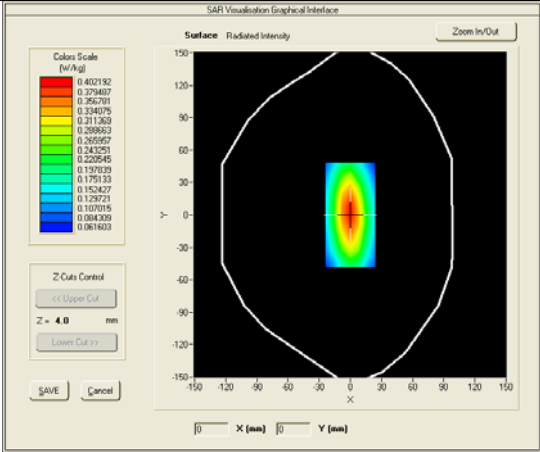 SAR Visualisation Graphical Interface
Surface Radiated Intensity
Zoom In/Out
Colors Scale
(W/kg)
0.402192
0.379487
0.356781
0.334075
0.311369
0.288663
0.265957
0.243251
0.220545
0.197839
0.175133
0.152427
0.129721
0.107015
0.084309
0.061603
Z-Cuts Control
<< Upper Cut
Z = 4.0 mm
Lower Cut >>
SAVE Cancel
150
120
90
60
30
0
-30
-60
-90
-120
-150
Y
-150 -120 -90 -60 -30 0 30 60 90 120 150
X
0 X (mm) 0 Y (mm)